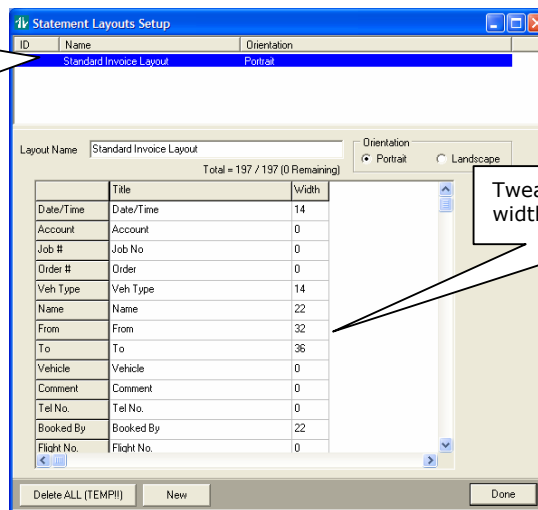 Statement Layouts Setup
ID Name Orientation
Standard Invoice Layout Portrait
Layout Name Standard Invoice Layout Orientation
Portrait Landscape
Total = 197 / 197 (0 Remaining)
Title Width
Date/Time Date/Time 14
Account Account 0
Job # Job No 0
Order # Order 0
Veh Type Veh Type 14
Name Name 22
From From 32
To To 36
Vehicle Vehicle 0
Comment Comment 0
Tel No. Tel No. 0
Booked By Booked By 22
Flight No. Flight No. 0
Delete ALL (TEMP!!) New Done